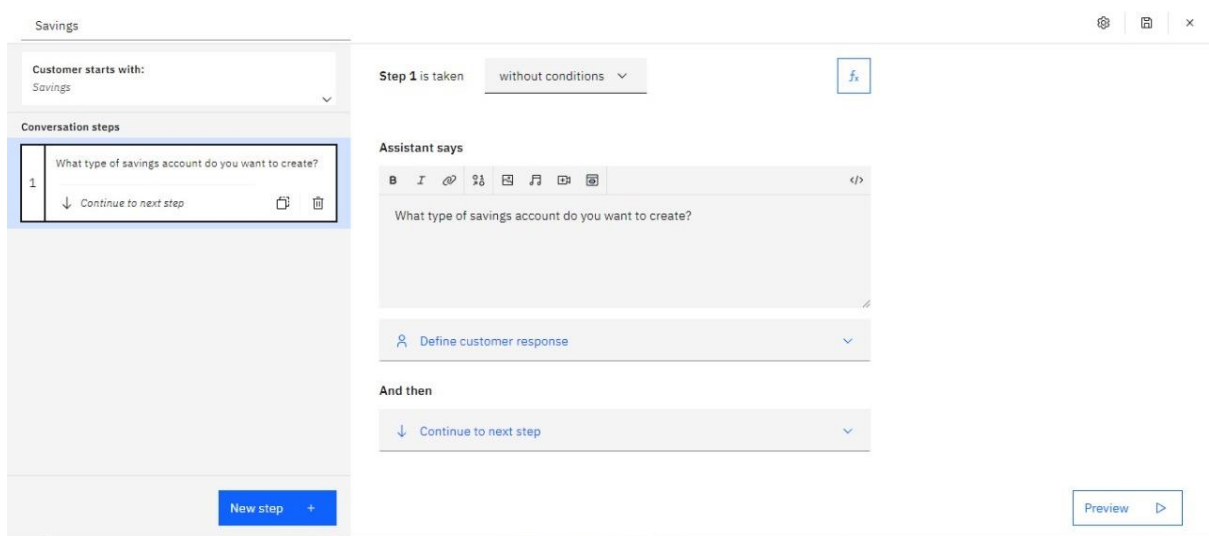 Savings
Customer starts with:
Savings
Conversation steps
1
What type of savings account do you want to create?
Continue to next step
New step +
Step 1 is taken without conditions
fx
Assistant says
B I </>
What type of savings account do you want to create?
Define customer response
And then
Continue to next step
Preview